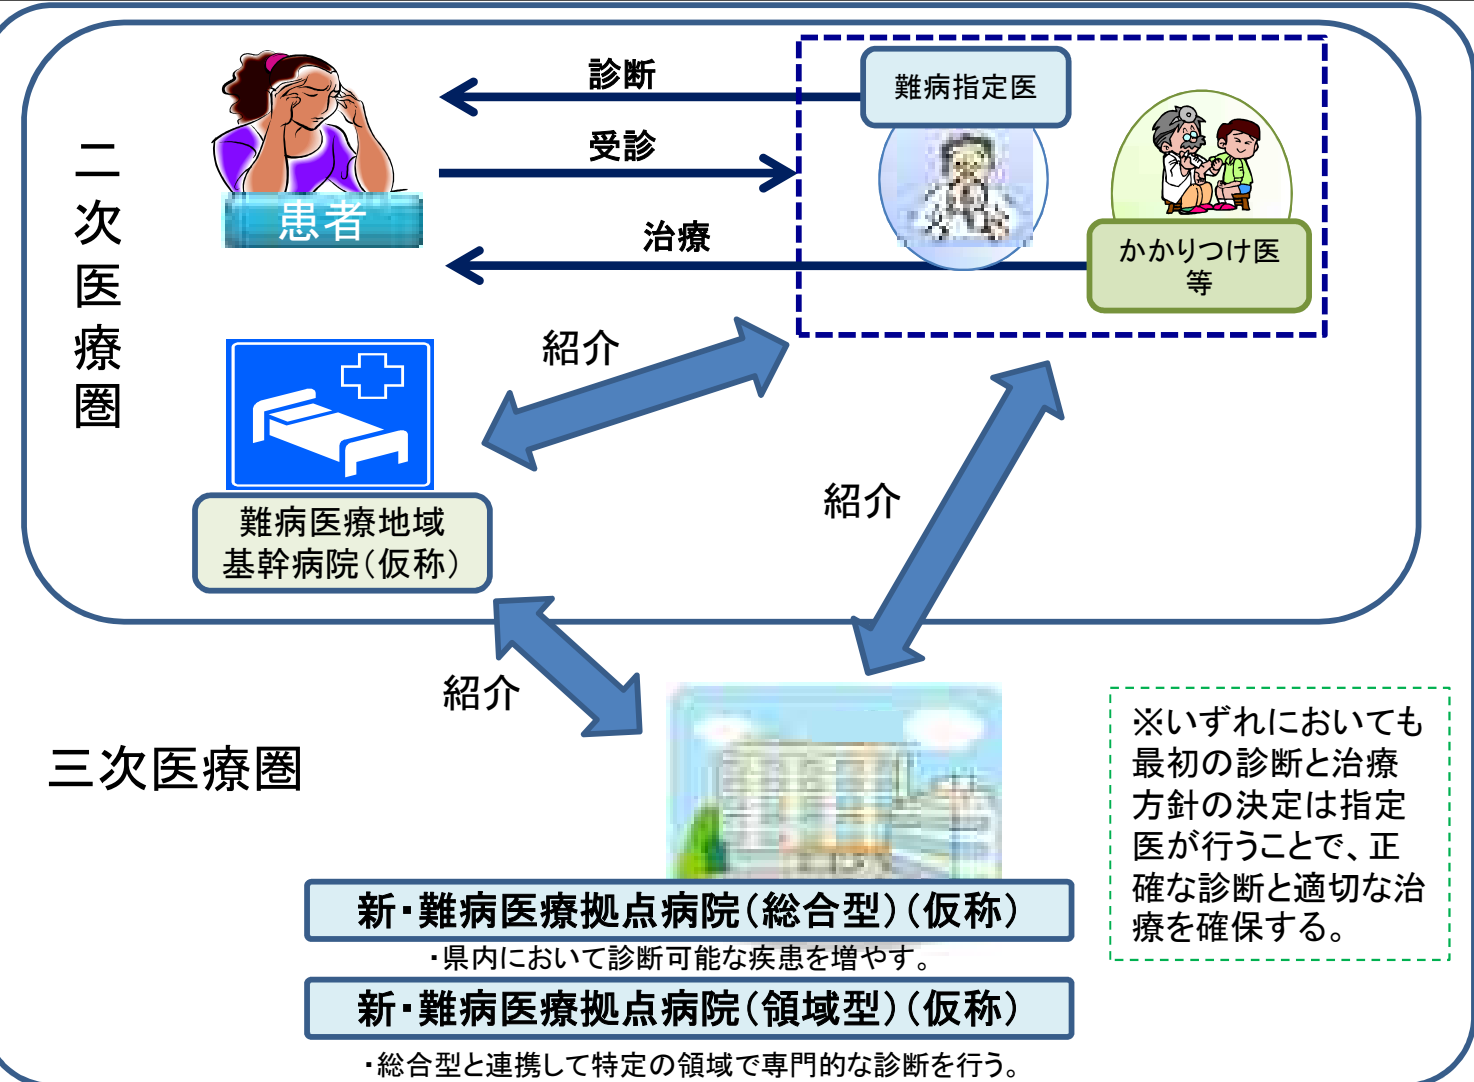 二次医療圏
診断
受診
治療
患者
難病指定医
かかりつけ医
等
紹介
難病医療地域
基幹病院(仮称)
紹介
紹介
三次医療圏
※いずれにおいても
最初の診断と治療
方針の決定は指定
医が行うことで、正
確な診断と適切な治
療を確保する。
新・難病医療拠点病院(総合型)(仮称)
・県内において診断可能な疾患を増やす。
新・難病医療拠点病院(領域型)(仮称)
・総合型と連携して特定の領域で専門的な診断を行う。